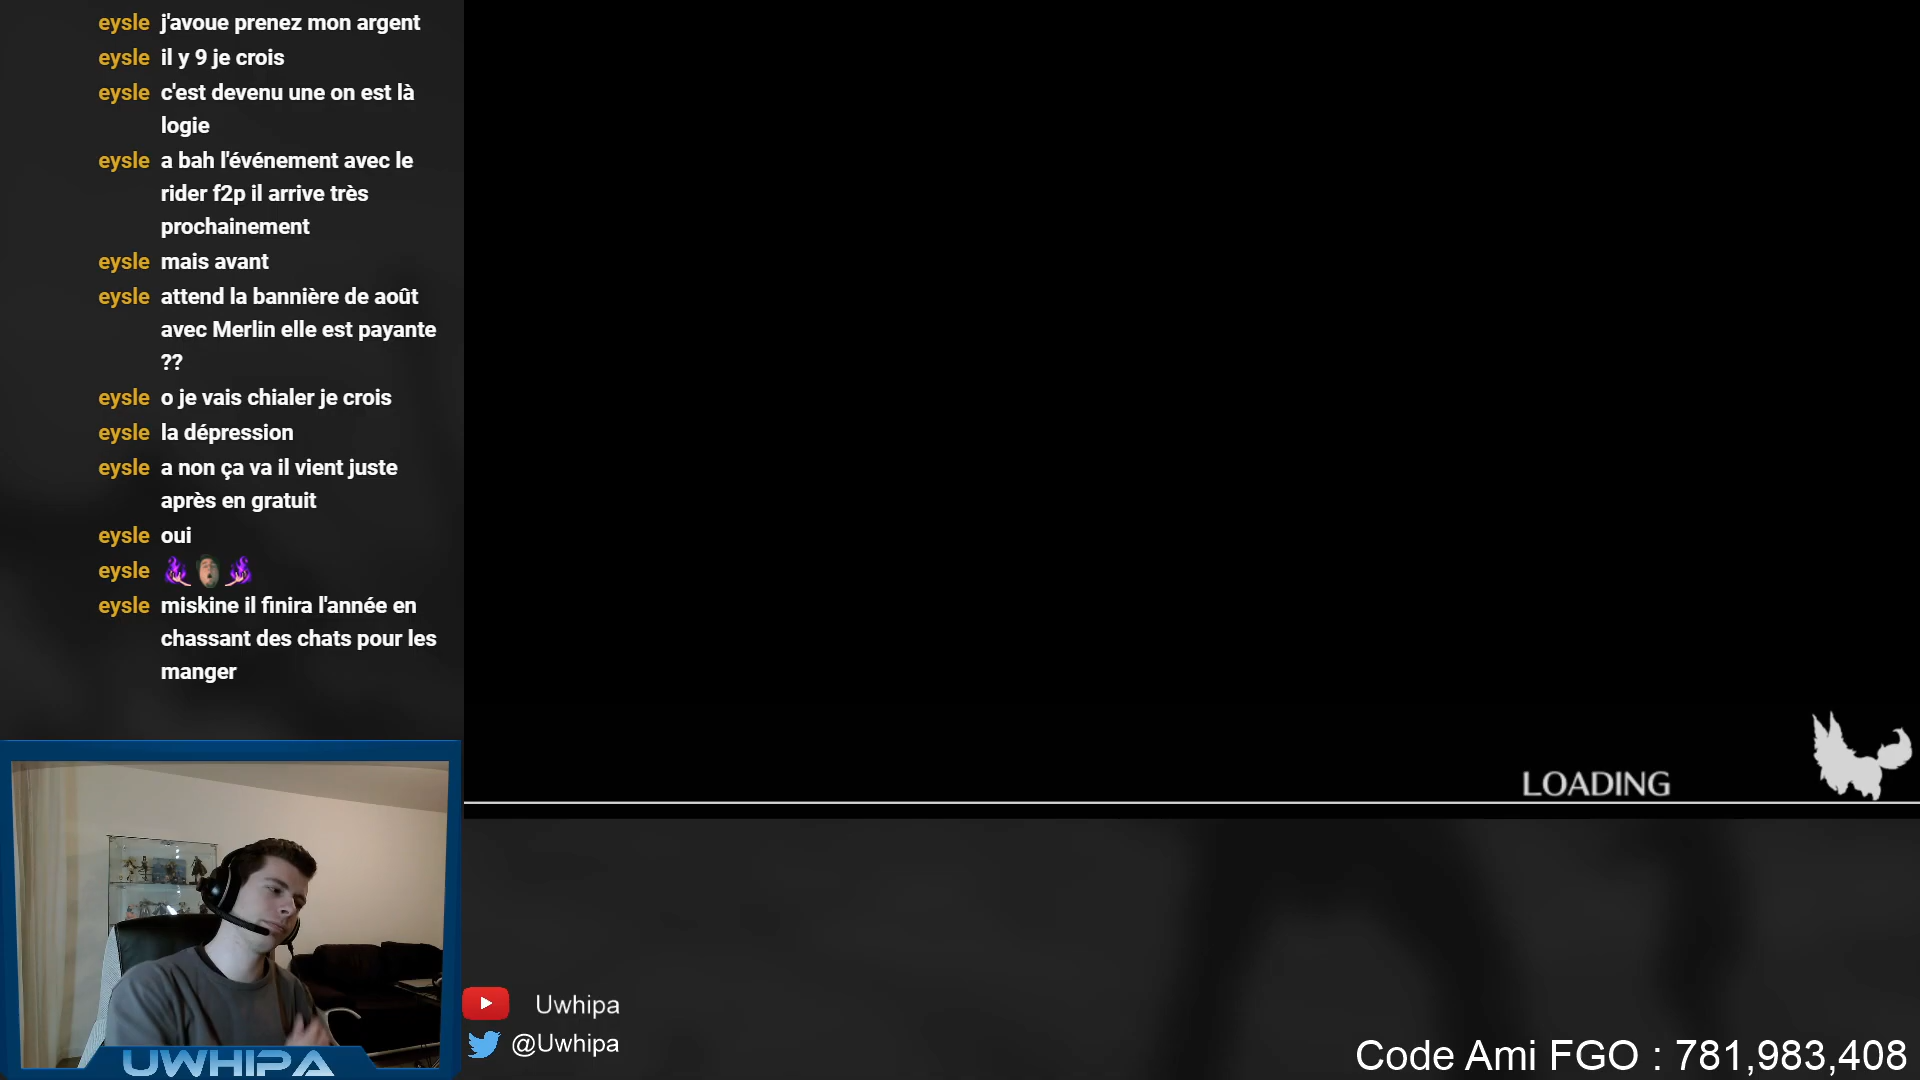 eysle j'avoue prenez mon argent
eysle il y 9 je crois
eysle c'est devenu une on est là
logie
eysle a bah l'événement avec le
rider f2p il arrive très
prochainement
eysle mais avant
eysle attend la bannière de août
avec Merlin elle est payante
??
eysle o je vais chialer je crois
eysle la dépression
eysle a non ça va il vient juste
après en gratuit
eysle oui
eysle
eysle miskine il finira l'année en
chassant des chats pour les
manger
LOADING
UWHIPA
Uwhipa
@Uwhipa
Code Ami FGO : 781,983,408